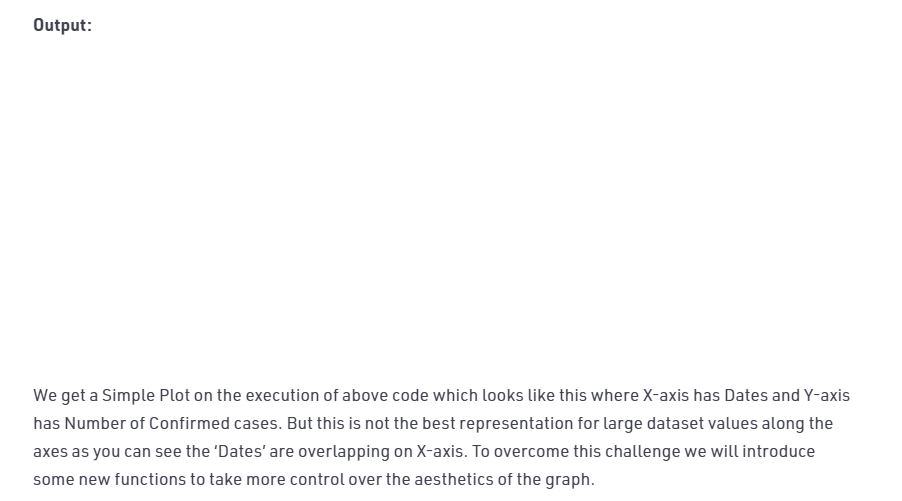 Output:
We get a Simple Plot on the execution of above code which looks like this where X-axis has Dates and Y-axis
has Number of Confirmed cases. But this is not the best representation for large dataset values along the
axes as you can see the ‘Dates’ are overlapping on X-axis. To overcome this challenge we will introduce
some new functions to take more control over the aesthetics of the graph.